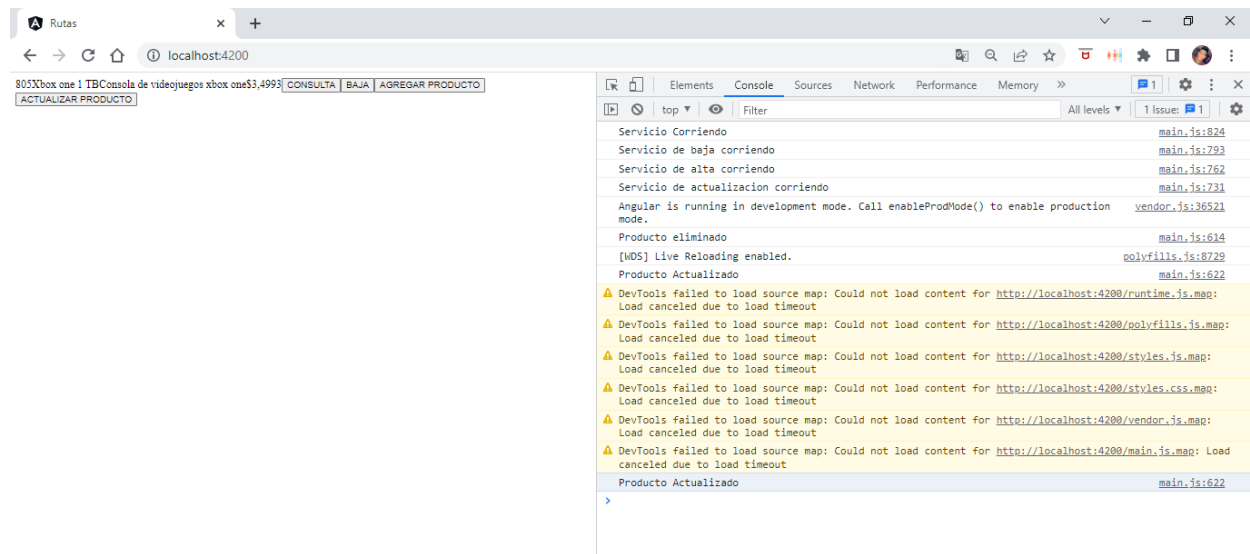 Rutas
localhost:4200
805Xbox one 1 TBConsola de videojuegos xbox one$3,4993 CONSULTA BAJA AGREGAR PRODUCTO
ACTUALIZAR PRODUCTO
Elements Console Sources Network Performance Memory 1
top Filter All levels 1 Issue: 1
Servicio Corriendo main.js:824
Servicio de baja corriendo main.js:793
Servicio de alta corriendo main.js:762
Servicio de actualizacion corriendo main.js:731
Angular is running in development mode. Call enableProdMode() to enable production vendor.js:36521
mode.
Producto eliminado main.js:614
[WDS] Live Reloading enabled. polyfills.js:8729
Producto Actualizado main.js:622
DevTools failed to load source map: Could not load content for http://localhost:4200/runtime.js.map:
Load canceled due to load timeout
DevTools failed to load source map: Could not load content for http://localhost:4200/polyfills.js.map:
Load canceled due to load timeout
DevTools failed to load source map: Could not load content for http://localhost:4200/styles.js.map:
Load canceled due to load timeout
DevTools failed to load source map: Could not load content for http://localhost:4200/styles.css.map:
Load canceled due to load timeout
DevTools failed to load source map: Could not load content for http://localhost:4200/vendor.js.map:
Load canceled due to load timeout
DevTools failed to load source map: Could not load content for http://localhost:4200/main.js.map: Load
canceled due to load timeout
Producto Actualizado main.js:622